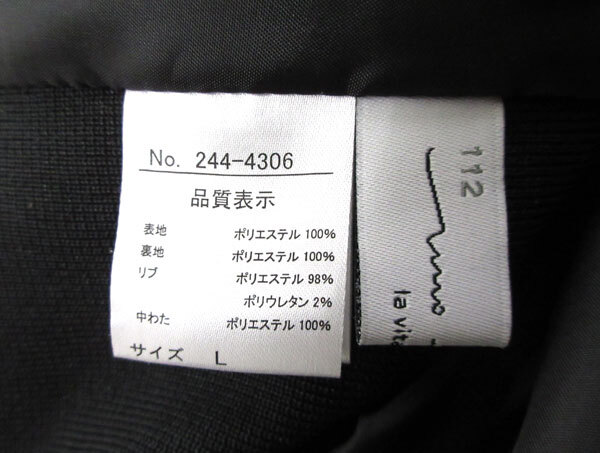 No. 244-4306
品質表示
表地 ポリエステル 100%
裏地 ポリエステル 100%
リブ ポリエステル 98%
ポリウレタン 2%
中わた ポリエステル 100%
サイズ L
112
la vit